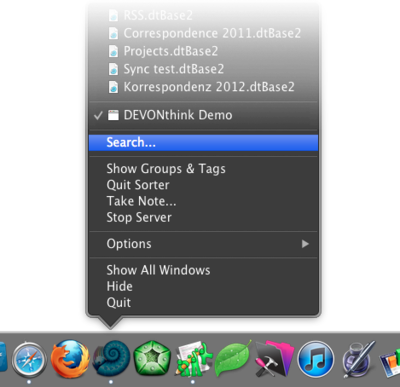 RSS.dtBase2
Correspondence 2011.dtBase2
Projects.dtBase2
Sync test.dtBase2
Korrespondenz 2012.dtBase2
DEVONthink Demo
Search...
Show Groups & Tags
Quit Sorter
Take Note...
Stop Server
Options
Show All Windows
Hide
Quit